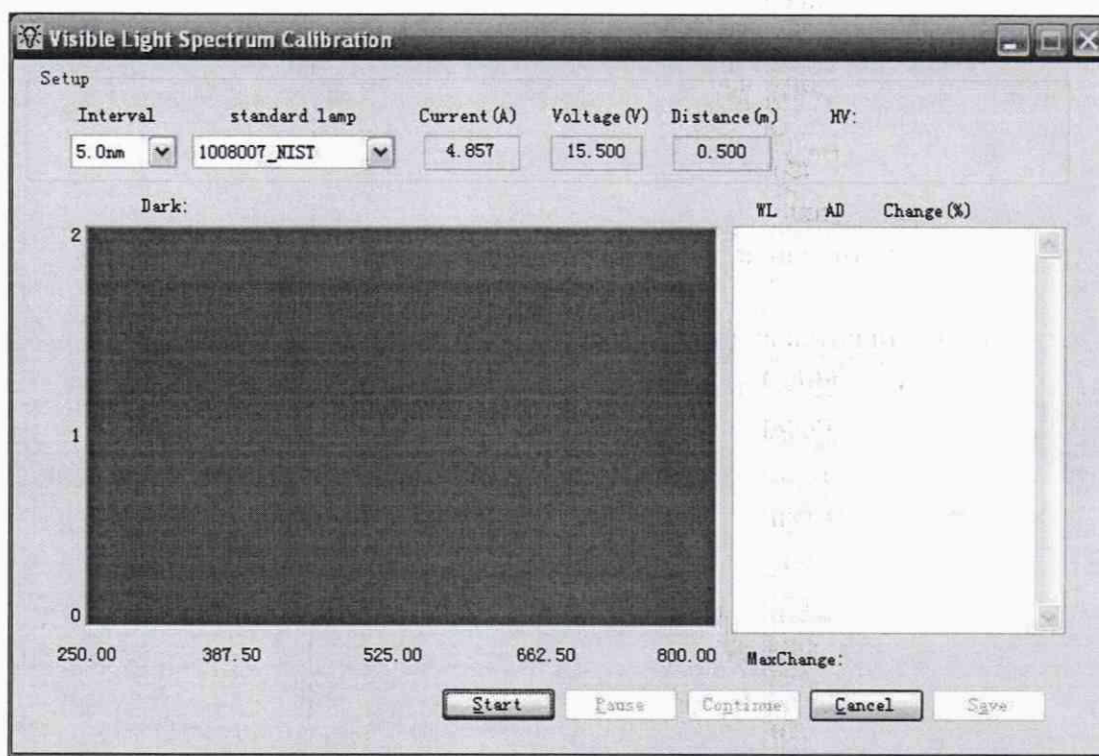 Visible Light Spectrum Calibration
Setup
Interval standard lamp Current(A) Voltage(V) Distance(m) HV:
5.0nm 1008007_NIST 4.857 15.500 0.500
Dark: WL AD Change(%)
2
1
0
250.00 387.50 525.00 662.50 800.00 MaxChange:
Start Pause Continue Cancel Save